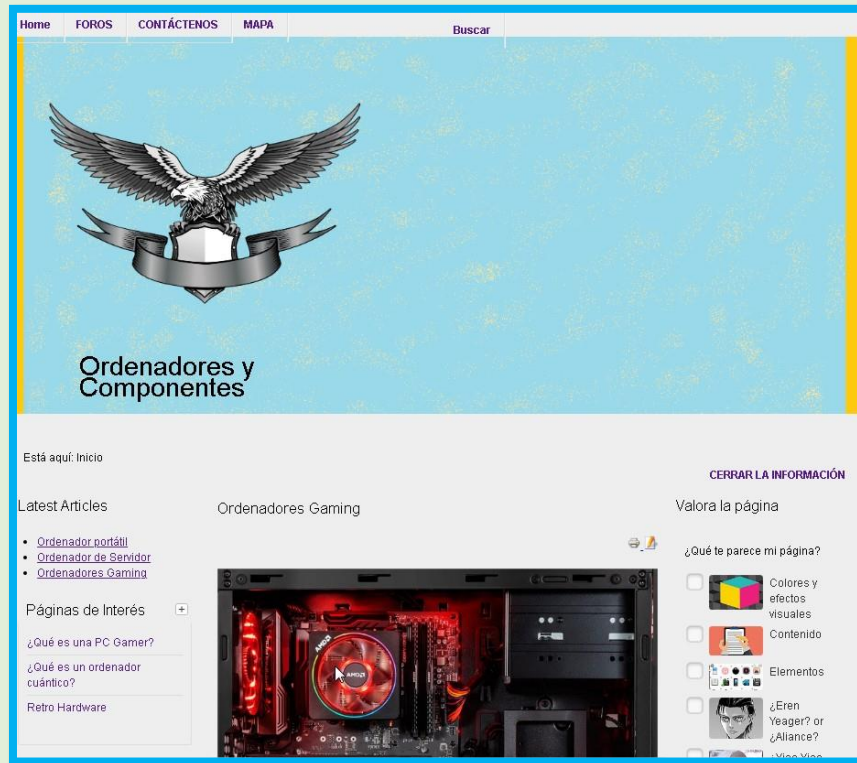 Home FOROS CONTÁCTENOS MAPA Buscar
Ordenadores y
Componentes
Está aquí: Inicio
CERRAR LA INFORMACIÓN
Latest Articles
Ordenador portátil
Ordenador de Servidor
Ordenadores Gaming
Páginas de Interés
¿Qué es una PC Gamer?
¿Qué es un ordenador
cuántico?
Retro Hardware
Ordenadores Gaming
AMD
AMD
Valora la página
¿Qué te parece mi página?
Colores y
efectos
visuales
Contenido
Elementos
¿Eren
Yeager? or
¿Aliance?